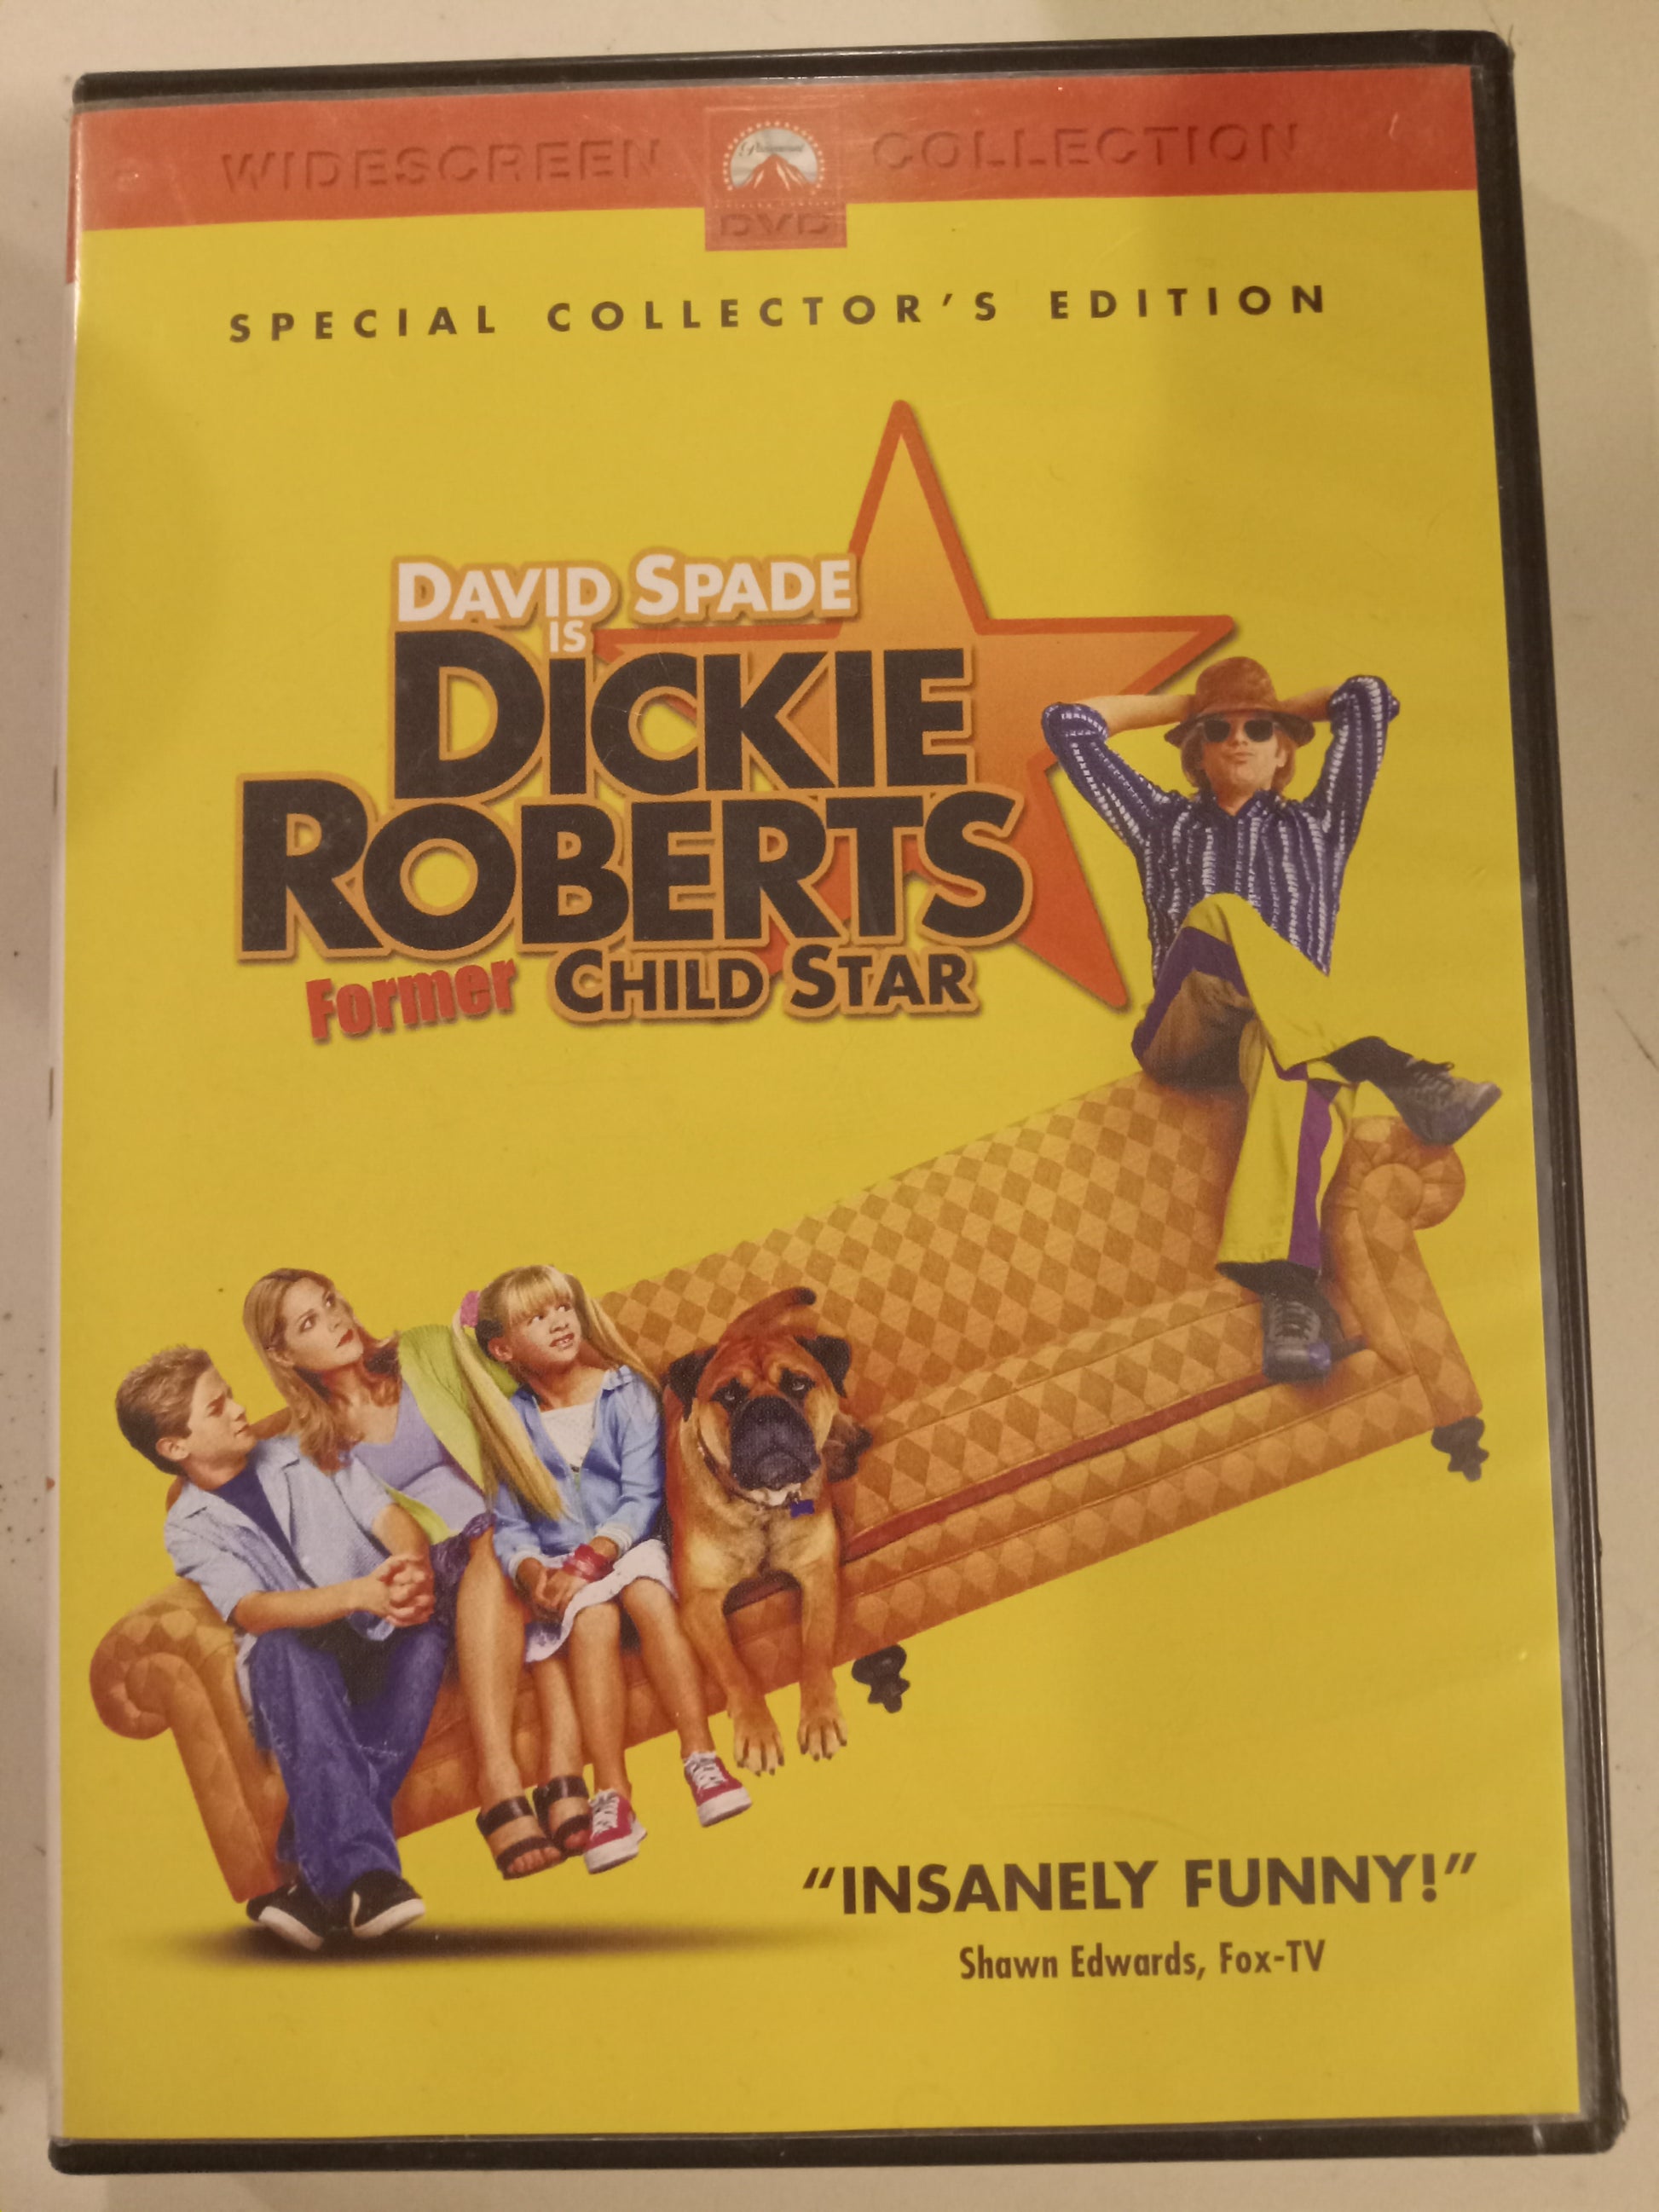 WIDESCREEN Paramount COLLECTION
DVD
SPECIAL COLLECTOR'S EDITION
DAVID SPADE
IS
DICKIE
ROBERTS
Former CHILD STAR
"INSANELY FUNNY!"
Shawn Edwards, Fox-TV